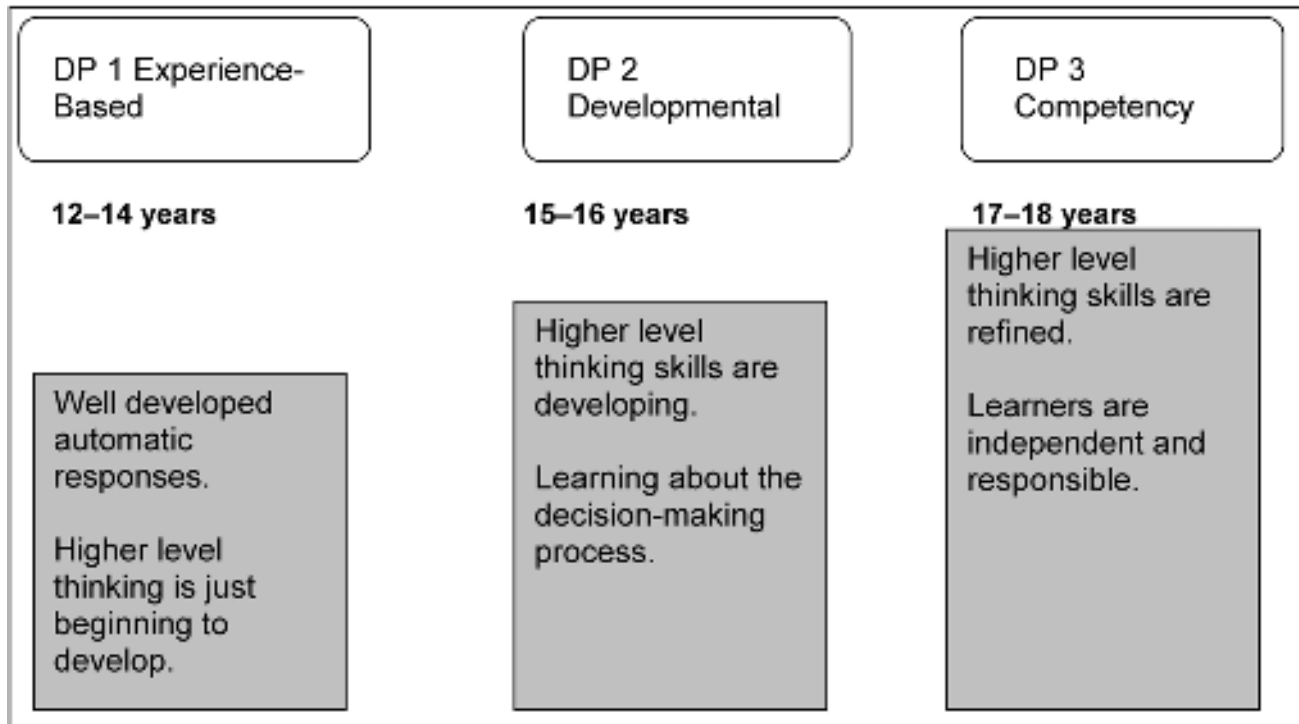 DP 1 Experience-
Based
12–14 years
Well developed
automatic
responses.
Higher level
thinking is just
beginning to
develop.
DP 2
Developmental
15–16 years
Higher level
thinking skills are
developing.
Learning about the
decision-making
process.
DP 3
Competency
17–18 years
Higher level
thinking skills are
refined.
Learners are
independent and
responsible.